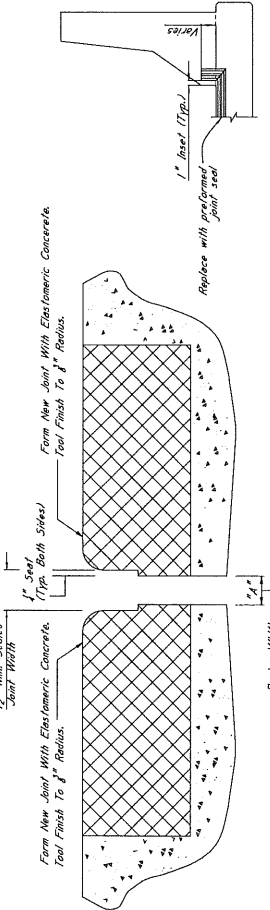 Joint Width
¼" Seat
(Typ. Both Sides)
Form New Joint With Elastomeric Concrete.
Tool Finish To ⅛" Radius.
Form New Joint With Elastomeric Concerete.
Tool Finish To ⅛" Radius.
"A"
1" Inset (Typ.)
Varies
Replace with preformed
joint seal